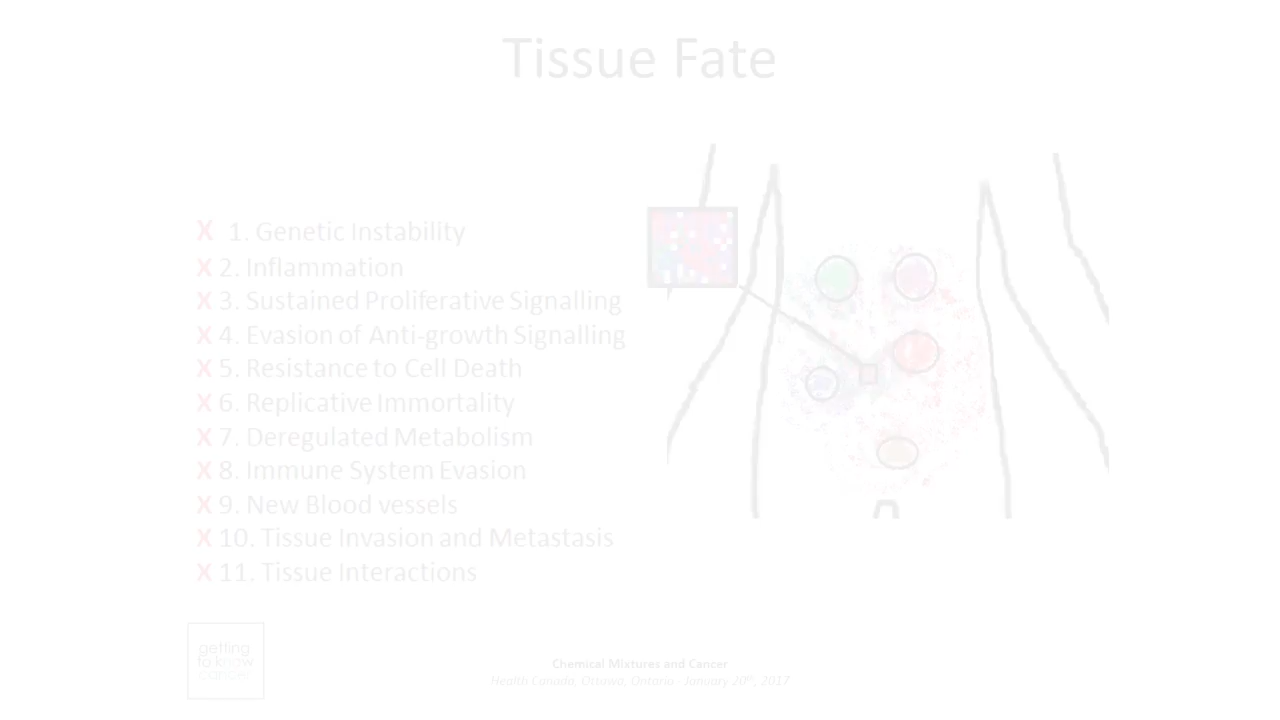 Tissue Fate
X 1. Genetic Instability
X 2. Inflammation
X 3. Sustained Proliferative Signalling
X 4. Evasion of Anti-growth Signalling
X 5. Resistance to Cell Death
X 6. Replicative Immortality
X 7. Deregulated Metabolism
X 8. Immune System Evasion
X 9. New Blood vessels
X 10. Tissue Invasion and Metastasis
X 11. Tissue Interactions
getting
to know
cancer
Chemical Mixtures and Cancer
Health Canada, Ottawa, Ontario - January 20th, 2017